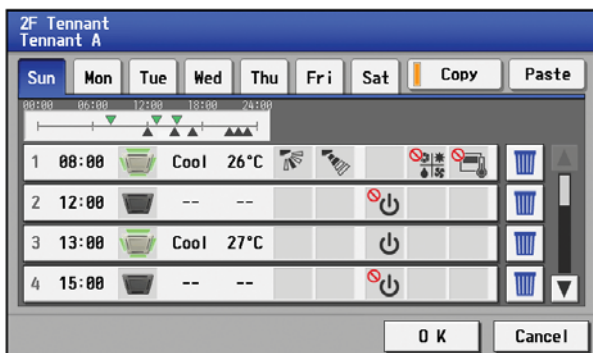 2F Tennant
Tennant A
Sun Mon Tue Wed Thu Fri Sat Copy Paste
00:00 06:00 12:00 18:00 24:00
1 08:00 Cool 26°C
2 12:00 -- --
3 13:00 Cool 27°C
4 15:00 -- --
OK Cancel